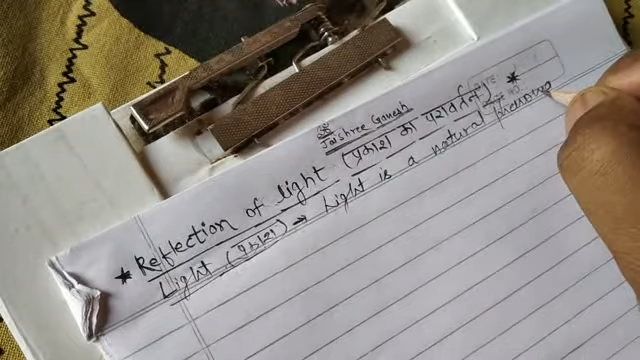 ॐ
Jaishree Ganesh
* Reflection of light (प्रकाश का परावर्तन) *
Light (प्रकाश) → Light is a natural